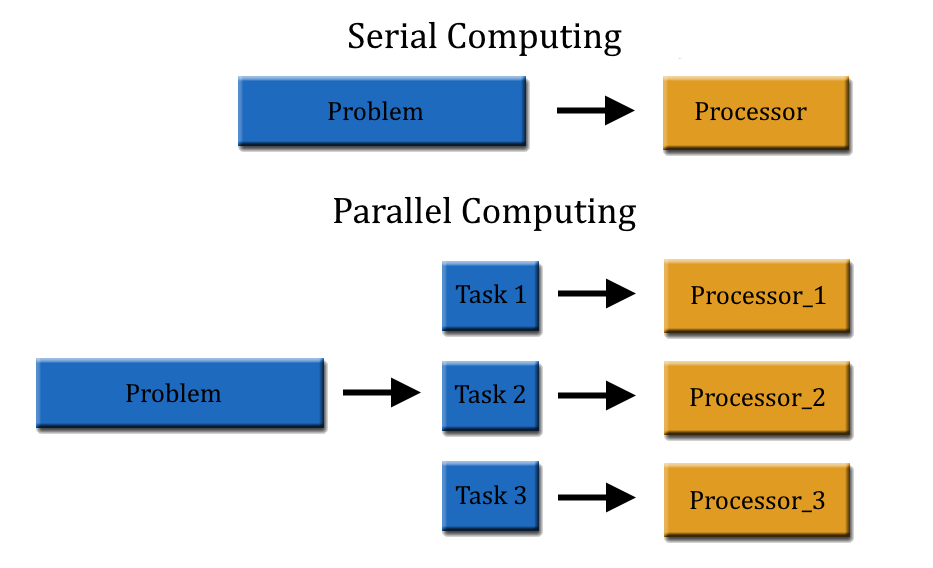 Serial Computing
Problem
Processor
Parallel Computing
Task 1
Processor_1
Problem
Task 2
Processor_2
Task 3
Processor_3